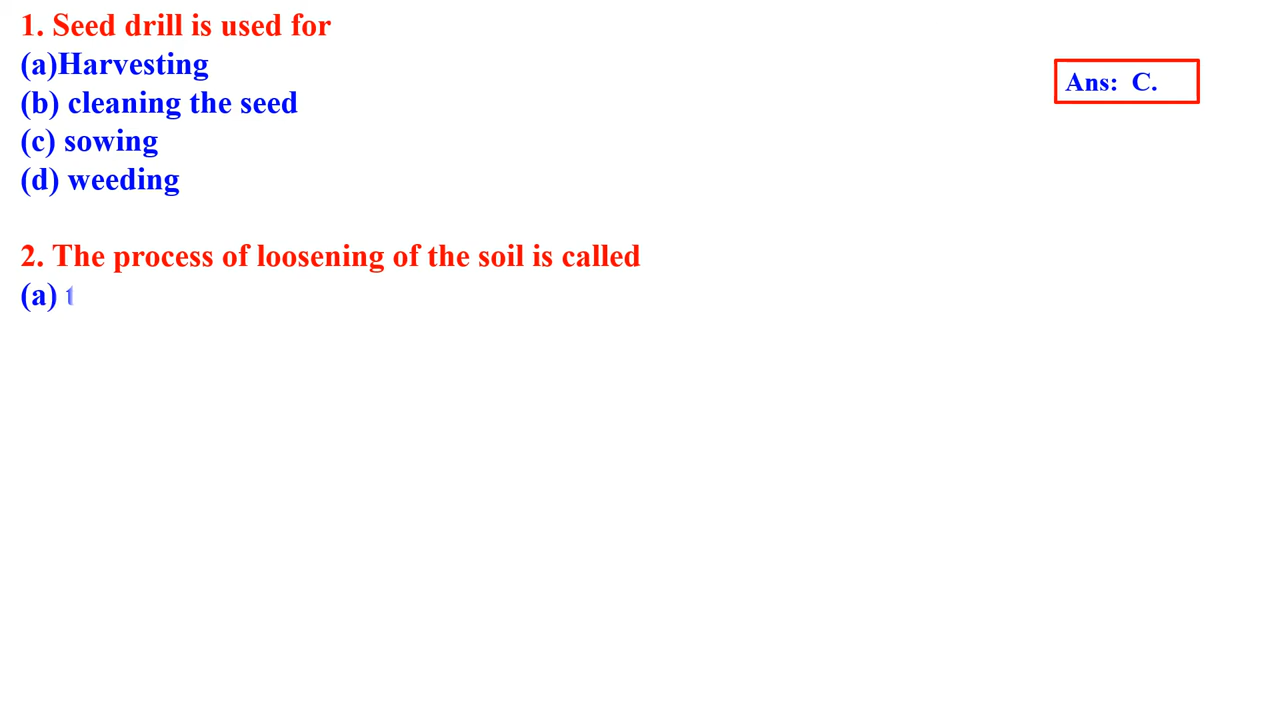 1. Seed drill is used for
(a)Harvesting
Ans: C.
(b) cleaning the seed
(c) sowing
(d) weeding
2. The process of loosening of the soil is called
(a)